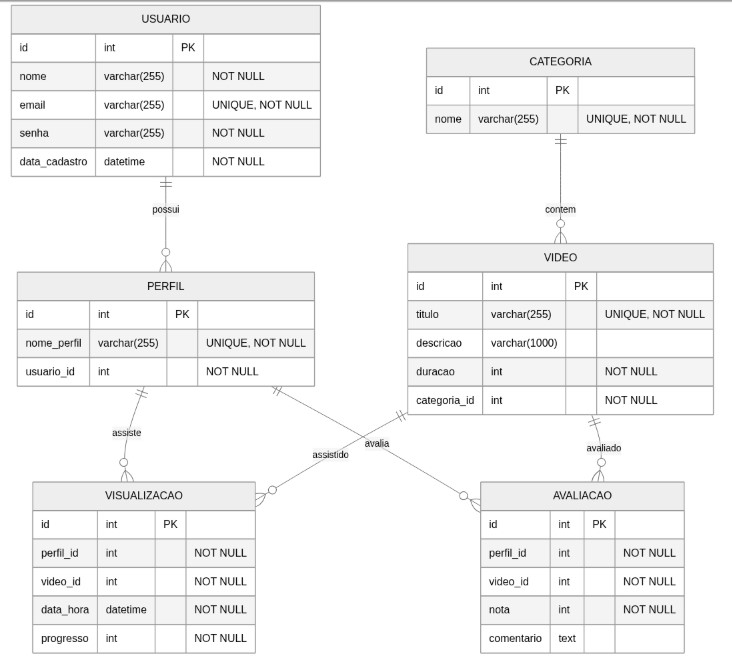 USUARIO
id int PK
nome varchar(255) NOT NULL
email varchar(255) UNIQUE, NOT NULL
senha varchar(255) NOT NULL
data_cadastro datetime NOT NULL
CATEGORIA
id int PK
nome varchar(255) UNIQUE, NOT NULL
possui
contem
PERFIL
id int PK
nome_perfil varchar(255) UNIQUE, NOT NULL
usuario_id int NOT NULL
VIDEO
id int PK
titulo varchar(255) UNIQUE, NOT NULL
descricao varchar(1000)
duracao int NOT NULL
categoria_id int NOT NULL
assiste
assistido
avalia
avaliado
VISUALIZACAO
id int PK
perfil_id int NOT NULL
video_id int NOT NULL
data_hora datetime NOT NULL
progresso int NOT NULL
AVALIACAO
id int PK
perfil_id int NOT NULL
video_id int NOT NULL
nota int NOT NULL
comentario text